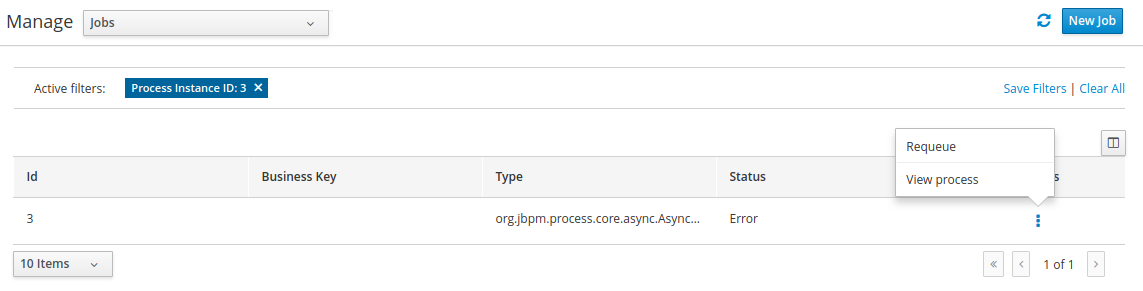 Manage Jobs New Job
Active filters: Process Instance ID: 3 ✕ Save Filters | Clear All
Requeue
View process
Id Business Key Type Status s
3 org.jbpm.process.core.async.Async... Error
10 Items « ‹ 1 of 1 ›